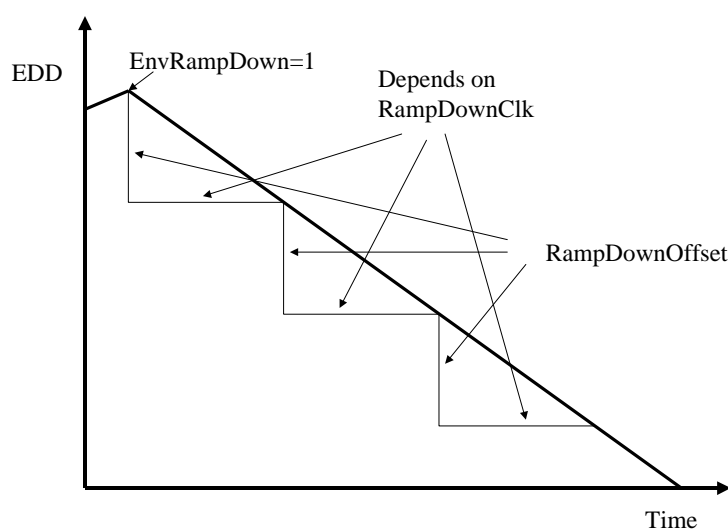 EnvRampDown=1
EDD
Depends on
RampDownClk
RampDownOffset
Time